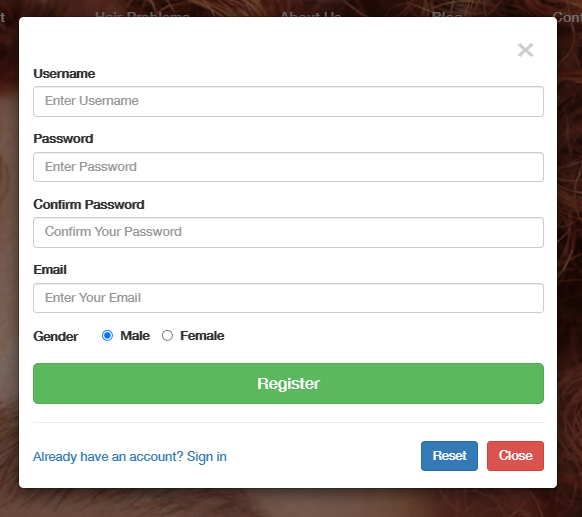 Hair Problems About Us Blog
×
Username
Enter Username
Password
Enter Password
Confirm Password
Confirm Your Password
Email
Enter Your Email
Gender Male Female
Register
Already have an account? Sign in Reset Close